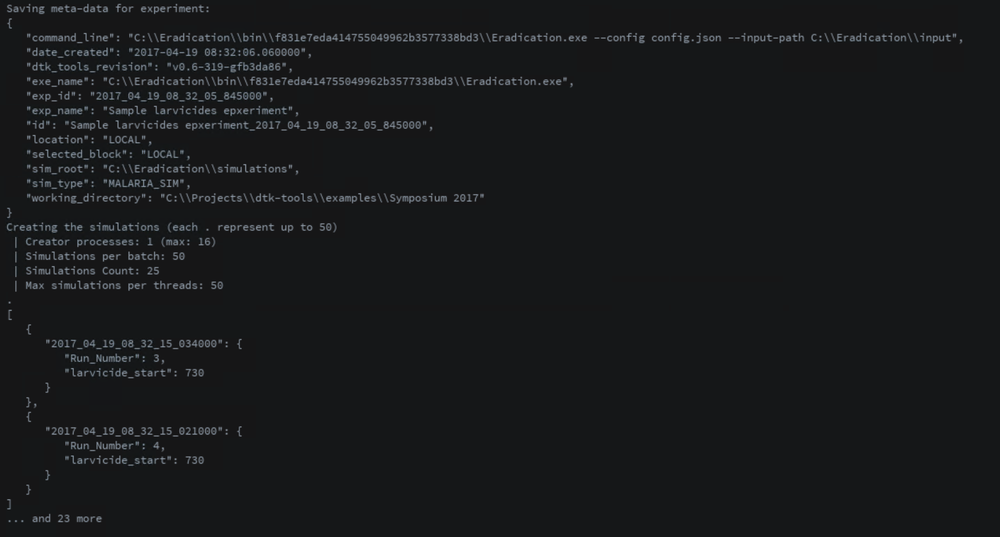 Saving meta-data for experiment:
{
   "command_line": "C:\\Eradication\\bin\\f831e7eda414755049962b3577338bd3\\Eradication.exe --config config.json --input-path C:\\Eradication\\input",
   "date_created": "2017-04-19 08:32:06.060000",
   "dtk_tools_revision": "v0.6-319-gfb3da86",
   "exe_name": "C:\\Eradication\\bin\\f831e7eda414755049962b3577338bd3\\Eradication.exe",
   "exp_id": "2017_04_19_08_32_05_845000",
   "exp_name": "Sample larvicides epxeriment",
   "id": "Sample larvicides epxeriment_2017_04_19_08_32_05_845000",
   "location": "LOCAL",
   "selected_block": "LOCAL",
   "sim_root": "C:\\Eradication\\simulations",
   "sim_type": "MALARIA_SIM",
   "working_directory": "C:\\Projects\\dtk-tools\\examples\\Symposium 2017"
}
Creating the simulations (each . represent up to 50)
 | Creator processes: 1 (max: 16)
 | Simulations per batch: 50
 | Simulations Count: 25
 | Max simulations per threads: 50
.
[
   {
      "2017_04_19_08_32_15_034000": {
         "Run_Number": 3,
         "larvicide_start": 730
      }
   },
   {
      "2017_04_19_08_32_15_021000": {
         "Run_Number": 4,
         "larvicide_start": 730
      }
   }
]
... and 23 more